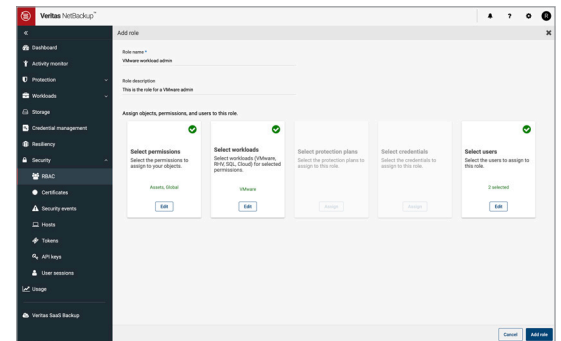 Veritas NetBackup™
?
R
«
Add role
Dashboard
Activity monitor
Protection
Workloads
Storage
Credential management
Resiliency
Security
RBAC
Certificates
Security events
Hosts
Tokens
API keys
User sessions
Usage
Veritas SaaS Backup
Role name *
VMware workload admin
Role description
This is the role for a VMware admin
Assign objects, permissions, and users to this role.
Select permissions
Select the permissions to
assign to your objects.
Assets, Global
Edit
Select workloads
Select workloads (VMware,
RHV, SQL, Cloud) for selected
permissions.
VMware
Edit
Select protection plans
Select the protection plans to
assign to this role.
Assign
Select credentials
Select the credentials to
assign to this role.
Assign
Select users
Select the users to assign to
this role.
2 selected
Edit
Cancel
Add role